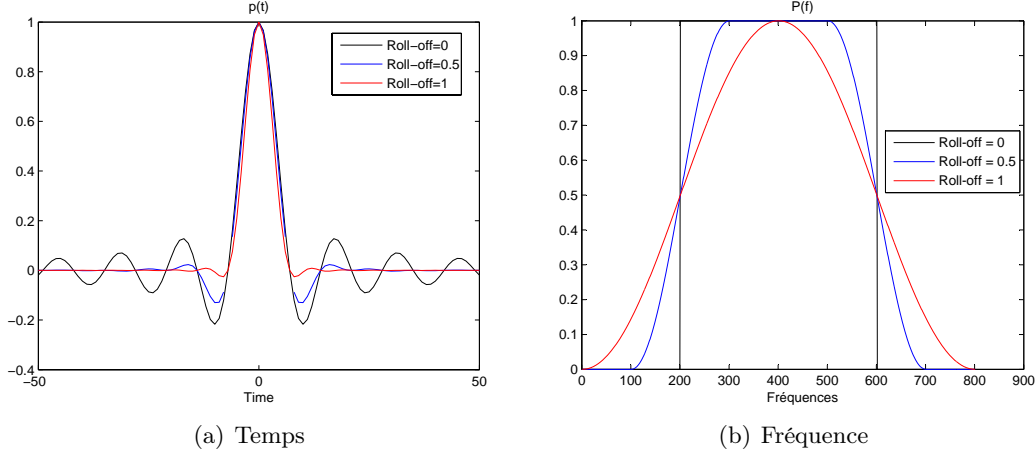 p(t)
1
0.8
0.6
0.4
0.2
0
−0.2
−0.4
−50
0
50
Time
Roll−off=0
Roll−off=0.5
Roll−off=1
(a) Temps
P(f)
1
0.9
0.8
0.7
0.6
0.5
0.4
0.3
0.2
0.1
0
0
100
200
300
400
500
600
700
800
900
Fréquences
Roll-off = 0
Roll-off = 0.5
Roll-off = 1
(b) Fréquence